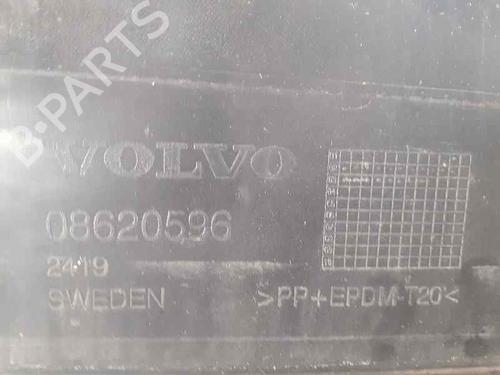 B-PARTS
VOLVO
08620596
2419
SWEDEN
>PP+EPDM-T20<